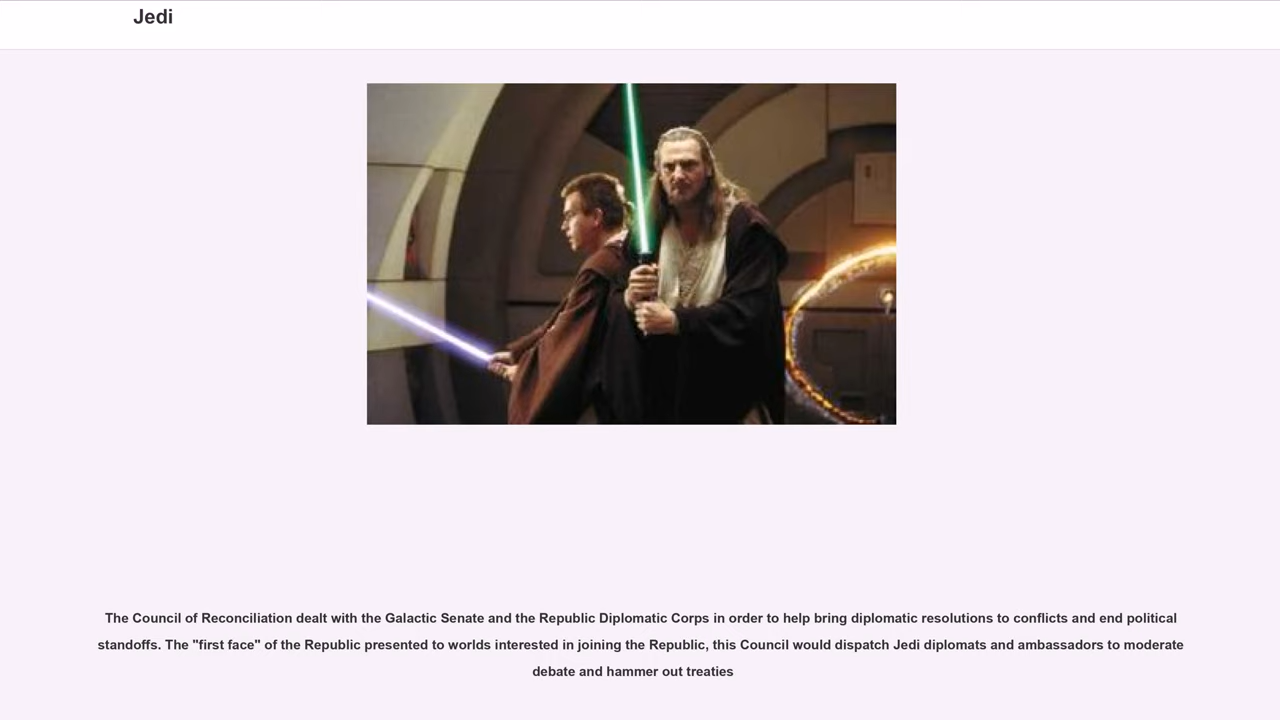 Jedi
The Council of Reconciliation dealt with the Galactic Senate and the Republic Diplomatic Corps in order to help bring diplomatic resolutions to conflicts and end political
standoffs. The "first face" of the Republic presented to worlds interested in joining the Republic, this Council would dispatch Jedi diplomats and ambassadors to moderate
debate and hammer out treaties